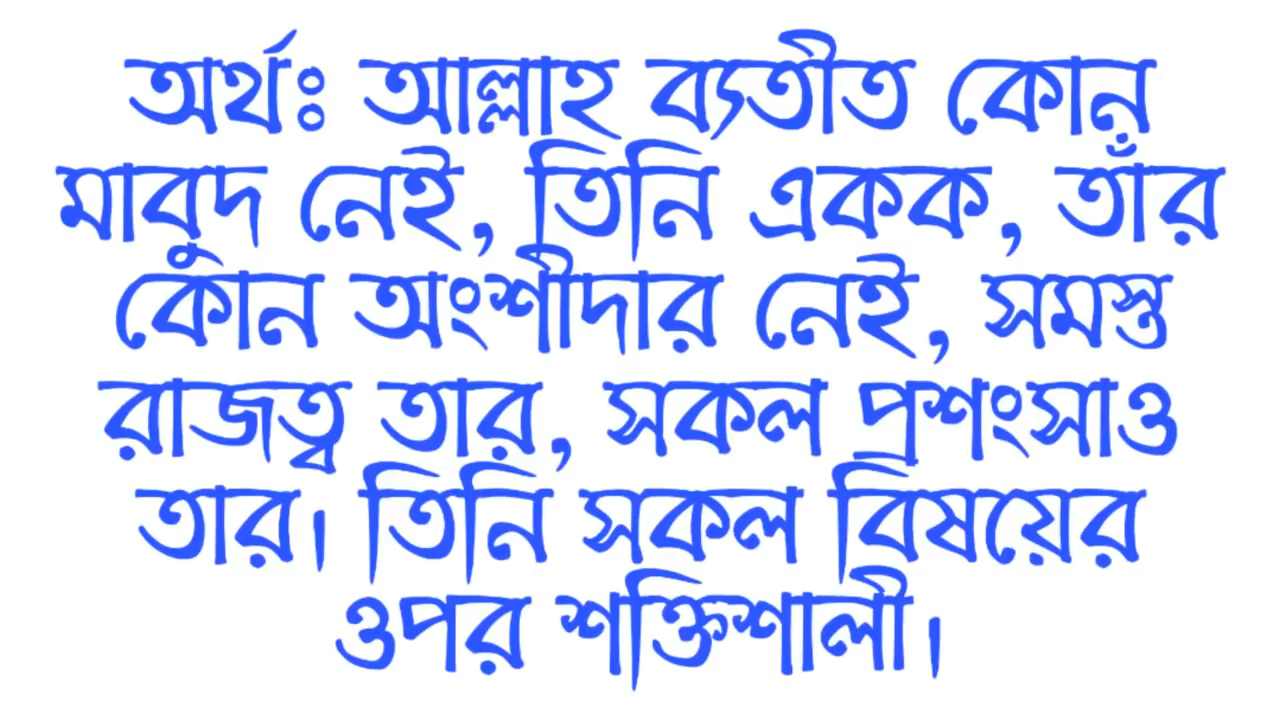 অর্থঃ আল্লাহ ব্যতীত কোন
মাবুদ নেই, তিনি একক, তাঁর
কোন অংশীদার নেই, সমস্ত
রাজত্ব তার, সকল প্রশংসাও
তার। তিনি সকল বিষয়ের
ওপর শক্তিশালী।